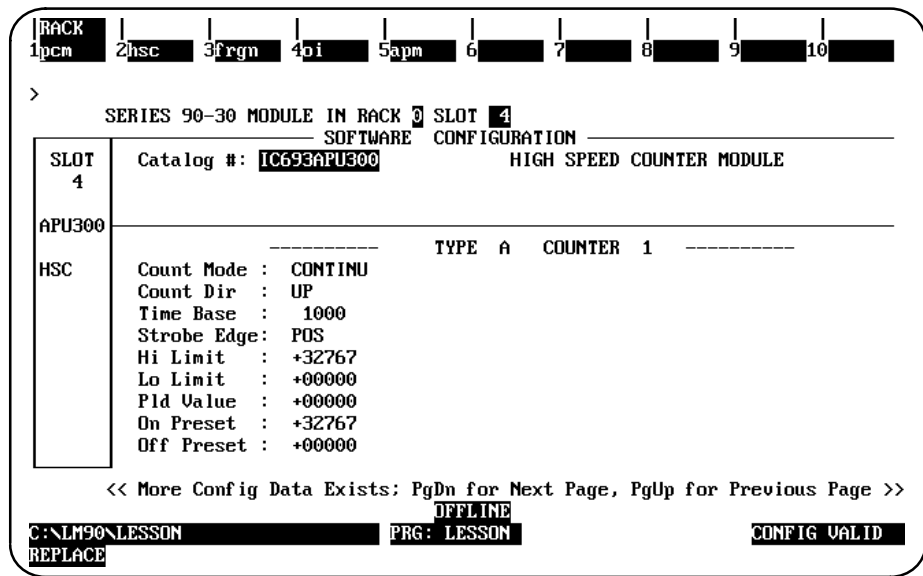 RACK
1pcm 2hsc 3frgn 4oi 5apm 6 7 8 9 10
>
SERIES 90-30 MODULE IN RACK 0 SLOT 4
SOFTWARE CONFIGURATION
SLOT Catalog #: IC693APU300 HIGH SPEED COUNTER MODULE
4
APU300
---------- TYPE A COUNTER 1 ----------
HSC Count Mode : CONTINU
Count Dir : UP
Time Base : 1000
Strobe Edge: POS
Hi Limit : +32767
Lo Limit : +00000
Pld Value : +00000
On Preset : +32767
Off Preset : +00000
<< More Config Data Exists; PgDn for Next Page, PgUp for Previous Page >>
OFFLINE
C:\LM90\LESSON PRG: LESSON CONFIG VALID
REPLACE